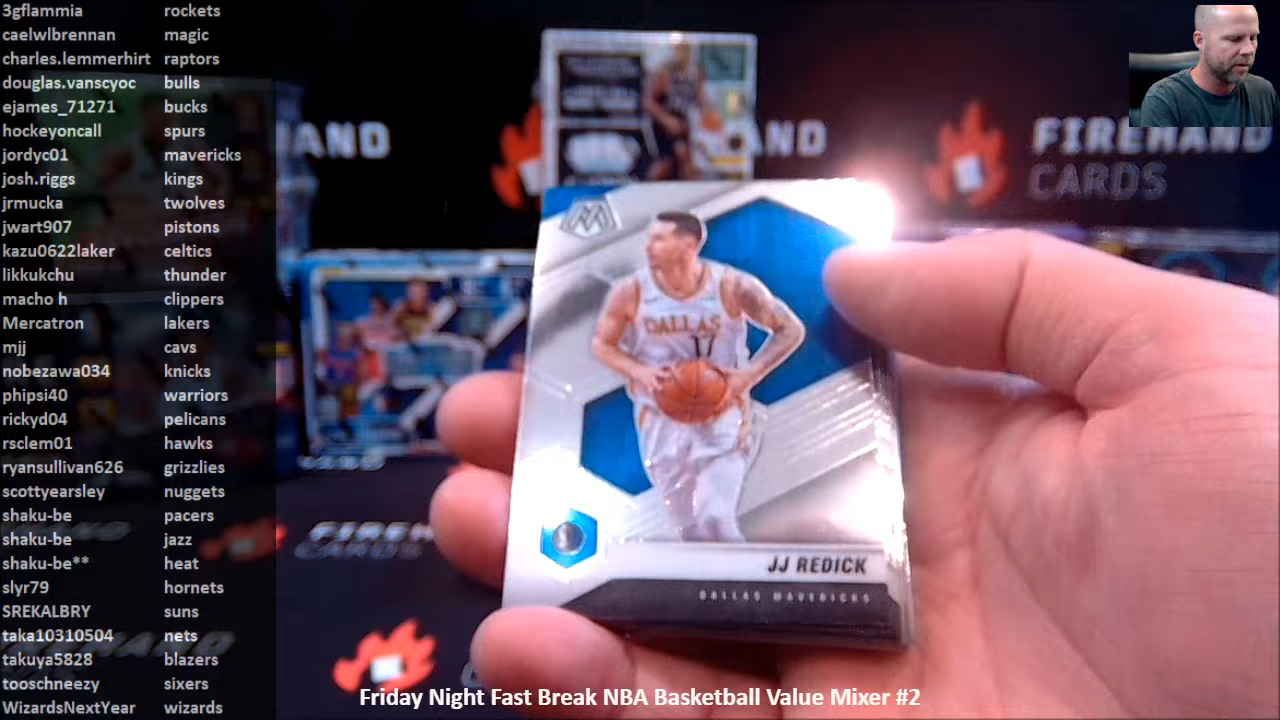 3gflammia rockets
caelwlbrennan magic
charles.lemmerhirt raptors
douglas.vanscyoc bulls
ejames_71271 bucks
hockeyoncall spurs
jordyc01 mavericks
josh.riggs kings
jrmucka twolves
jwart907 pistons
kazu0622laker celtics
likkukchu thunder
macho h clippers
Mercatron lakers
mjj cavs
nobezawa034 knicks
phipsi40 warriors
rickyd04 pelicans
rsclem01 hawks
ryansullivan626 grizzlies
scottyearsley nuggets
shaku-be pacers
shaku-be jazz
shaku-be** heat
slyr79 hornets
SREKALBRY suns
taka10310504 nets
takuya5828 blazers
tooschneezy sixers
WizardsNextYear wizards
FIREHAND
CARDS
M
DALLAS
17
JJ REDICK
DALLAS MAVERICKS
Friday Night Fast Break NBA Basketball Value Mixer #2